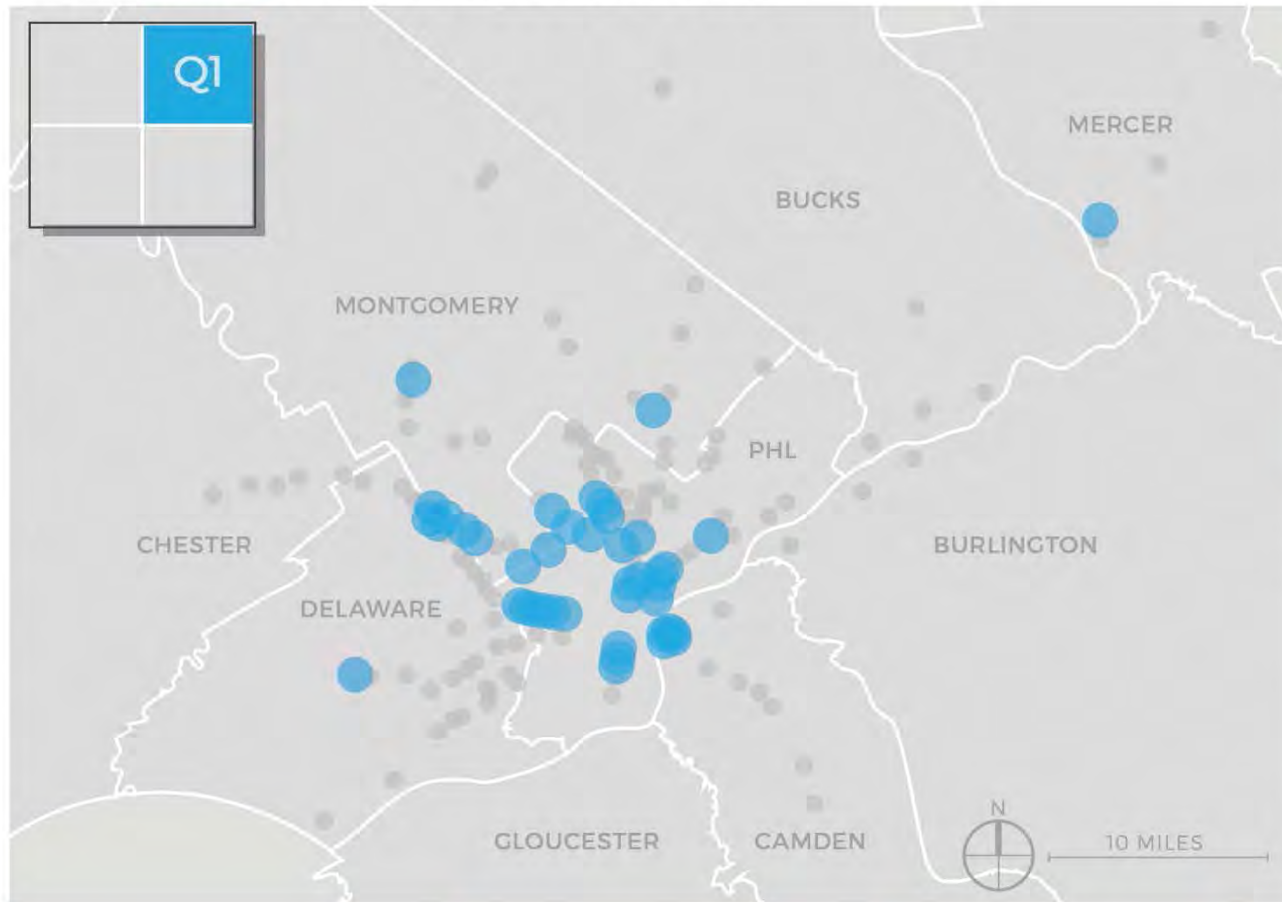 Q1
MERCER
BUCKS
MONTGOMERY
PHL
CHESTER
BURLINGTON
DELAWARE
N
GLOUCESTER
CAMDEN
10 MILES